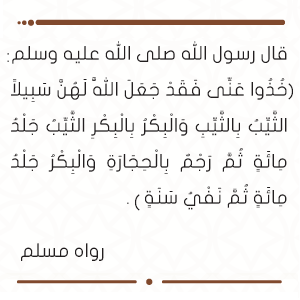 قال رسول الله صلى الله عليه وسلم:
(خُذُوا عَنِّي فَقَدْ جَعَلَ اللَّهُ لَهُنَّ سَبِيلاً
الثَّيِّبُ بِالثَّيِّبِ وَالْبِكْرُ بِالْبِكْرِ الثَّيِّبُ جَلْدُ
مِائَةٍ ثُمَّ رَجْمٌ بِالْحِجَارَةِ وَالْبِكْرُ جَلْدُ
مِائَةٍ ثُمَّ نَفْيُ سَنَةٍ ) .
رواه مسلم